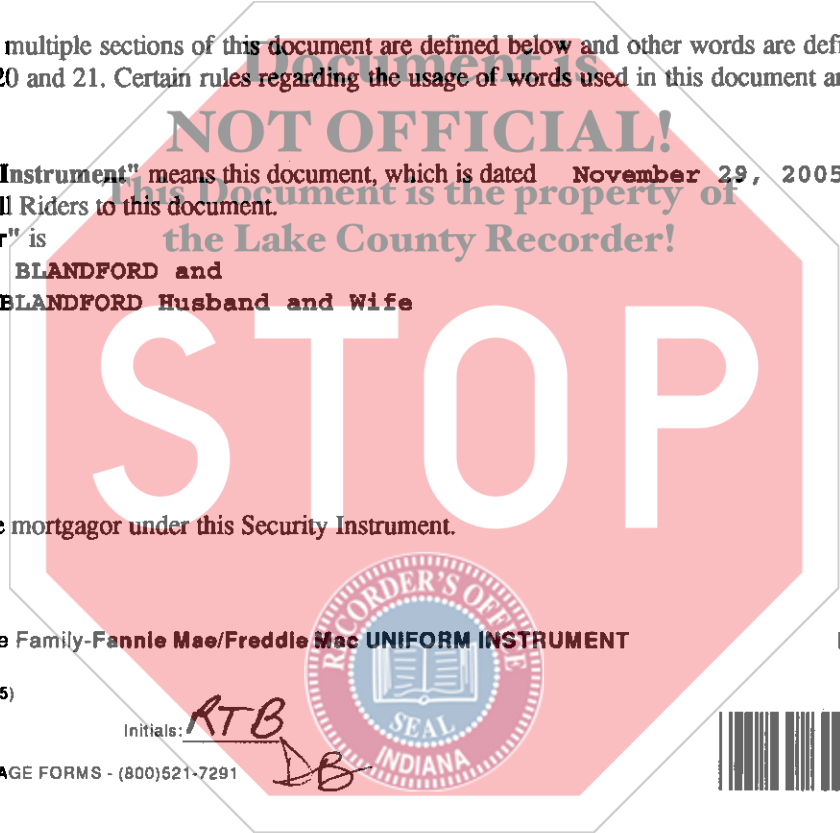 multiple sections of this document are defined below and other words are defi
20 and 21. Certain rules regarding the usage of words used in this document a
Document is
NOT OFFICIAL!
Instrument" means this document, which is dated November 29, 2005
This Document is the property of
ll Riders to this document.
r" is
the Lake County Recorder!
BLANDFORD and
BLANDFORD Husband and Wife
STOP
e mortgagor under this Security Instrument.
RECORDER'S OFFICE
e Family-Fannie Mae/Freddie Mac UNIFORM INSTRUMENT
5)
Initials: RTB
SEAL
INDIANA
AGE FORMS - (800)521-7291
DB